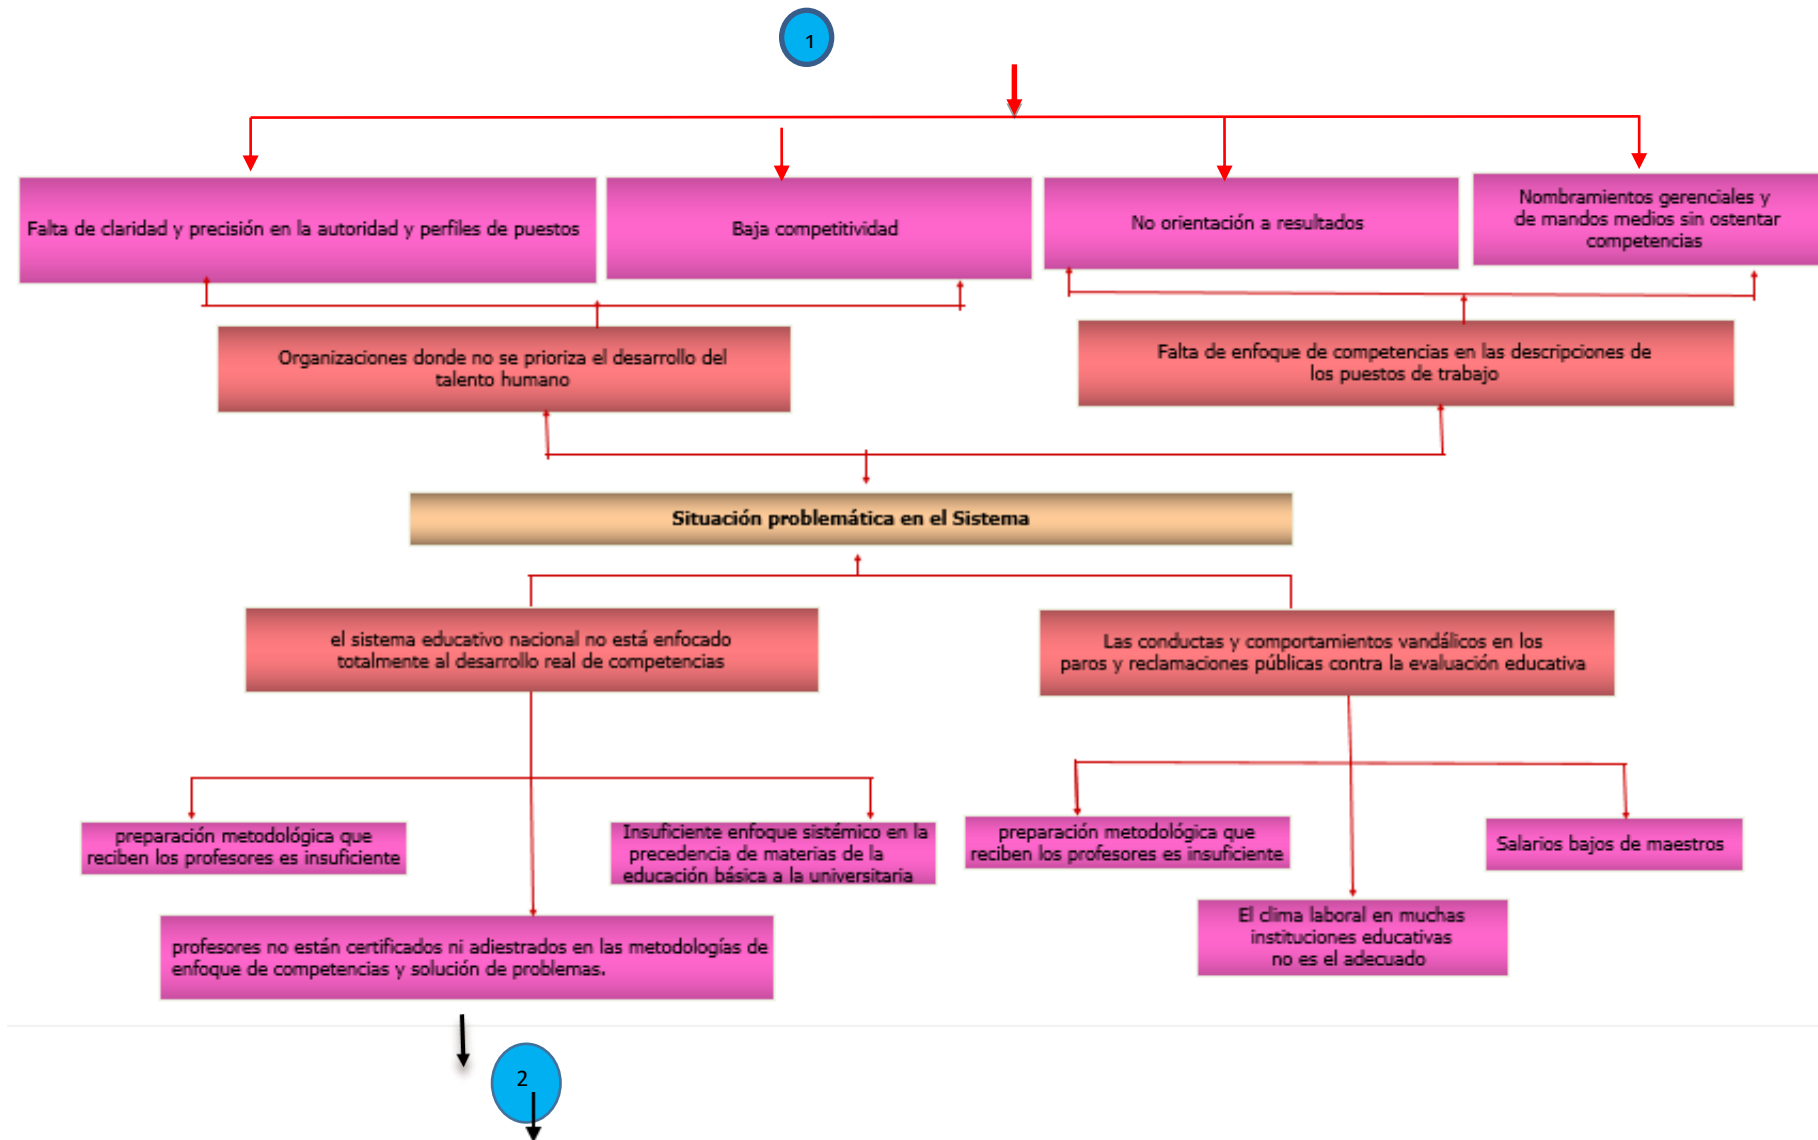 1
Falta de claridad y precisión en la autoridad y perfiles de puestos
Baja competitividad
No orientación a resultados
Nombramientos gerenciales y
de mandos medios sin ostentar
competencias
Organizaciones donde no se prioriza el desarrollo del
talento humano
Falta de enfoque de competencias en las descripciones de
los puestos de trabajo
Situación problemática en el Sistema
el sistema educativo nacional no está enfocado
totalmente al desarrollo real de competencias
Las conductas y comportamientos vandálicos en los
paros y reclamaciones públicas contra la evaluación educativa
preparación metodológica que
reciben los profesores es insuficiente
Insuficiente enfoque sistémico en la
precedencia de materias de la
educación básica a la universitaria
preparación metodológica que
reciben los profesores es insuficiente
Salarios bajos de maestros
profesores no están certificados ni adiestrados en las metodologías de
enfoque de competencias y solución de problemas.
El clima laboral en muchas
instituciones educativas
no es el adecuado
2